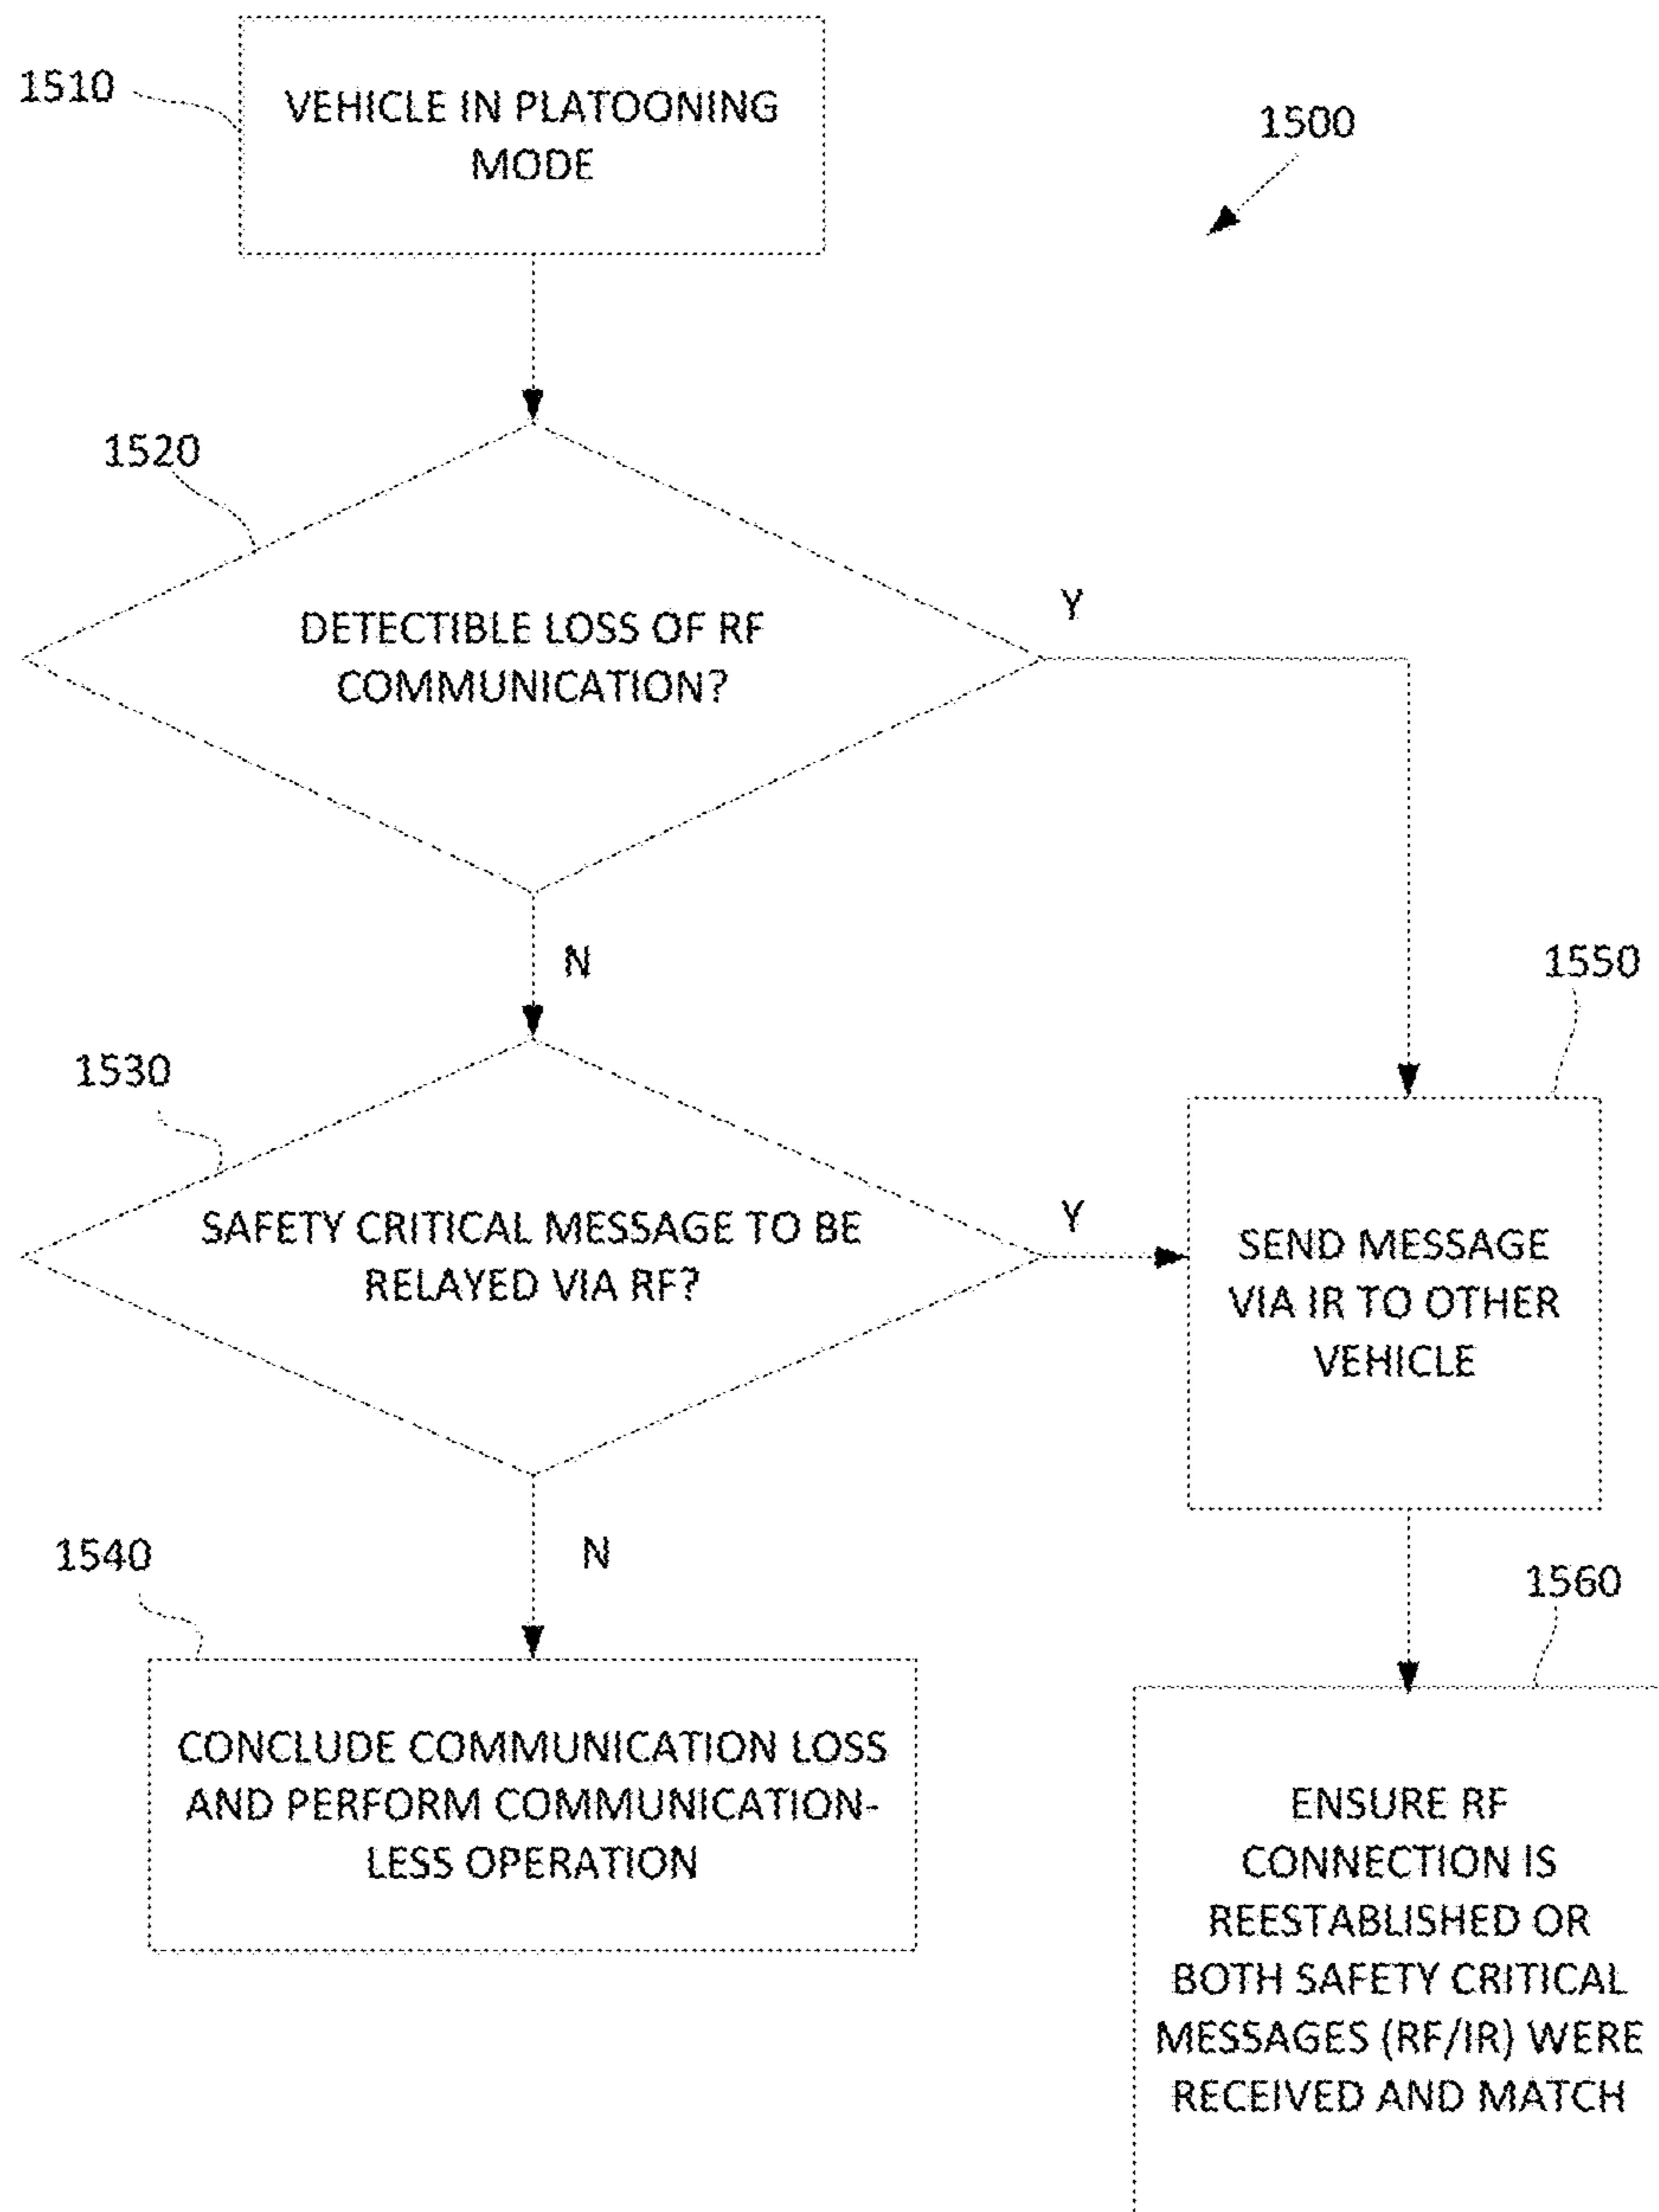 1510
VEHICLE IN PLATOONING
MODE
1500
1520
DETECTIBLE LOSS OF RF
COMMUNICATION?
Y
N
1550
1530
SAFETY CRITICAL MESSAGE TO BE
RELAYED VIA RF?
Y
SEND MESSAGE
VIA IR TO OTHER
VEHICLE
N
1540
1560
CONCLUDE COMMUNICATION LOSS
AND PERFORM COMMUNICATION-
LESS OPERATION
ENSURE RF
CONNECTION IS
REESTABLISHED OR
BOTH SAFETY CRITICAL
MESSAGES (RF/IR) WERE
RECEIVED AND MATCH